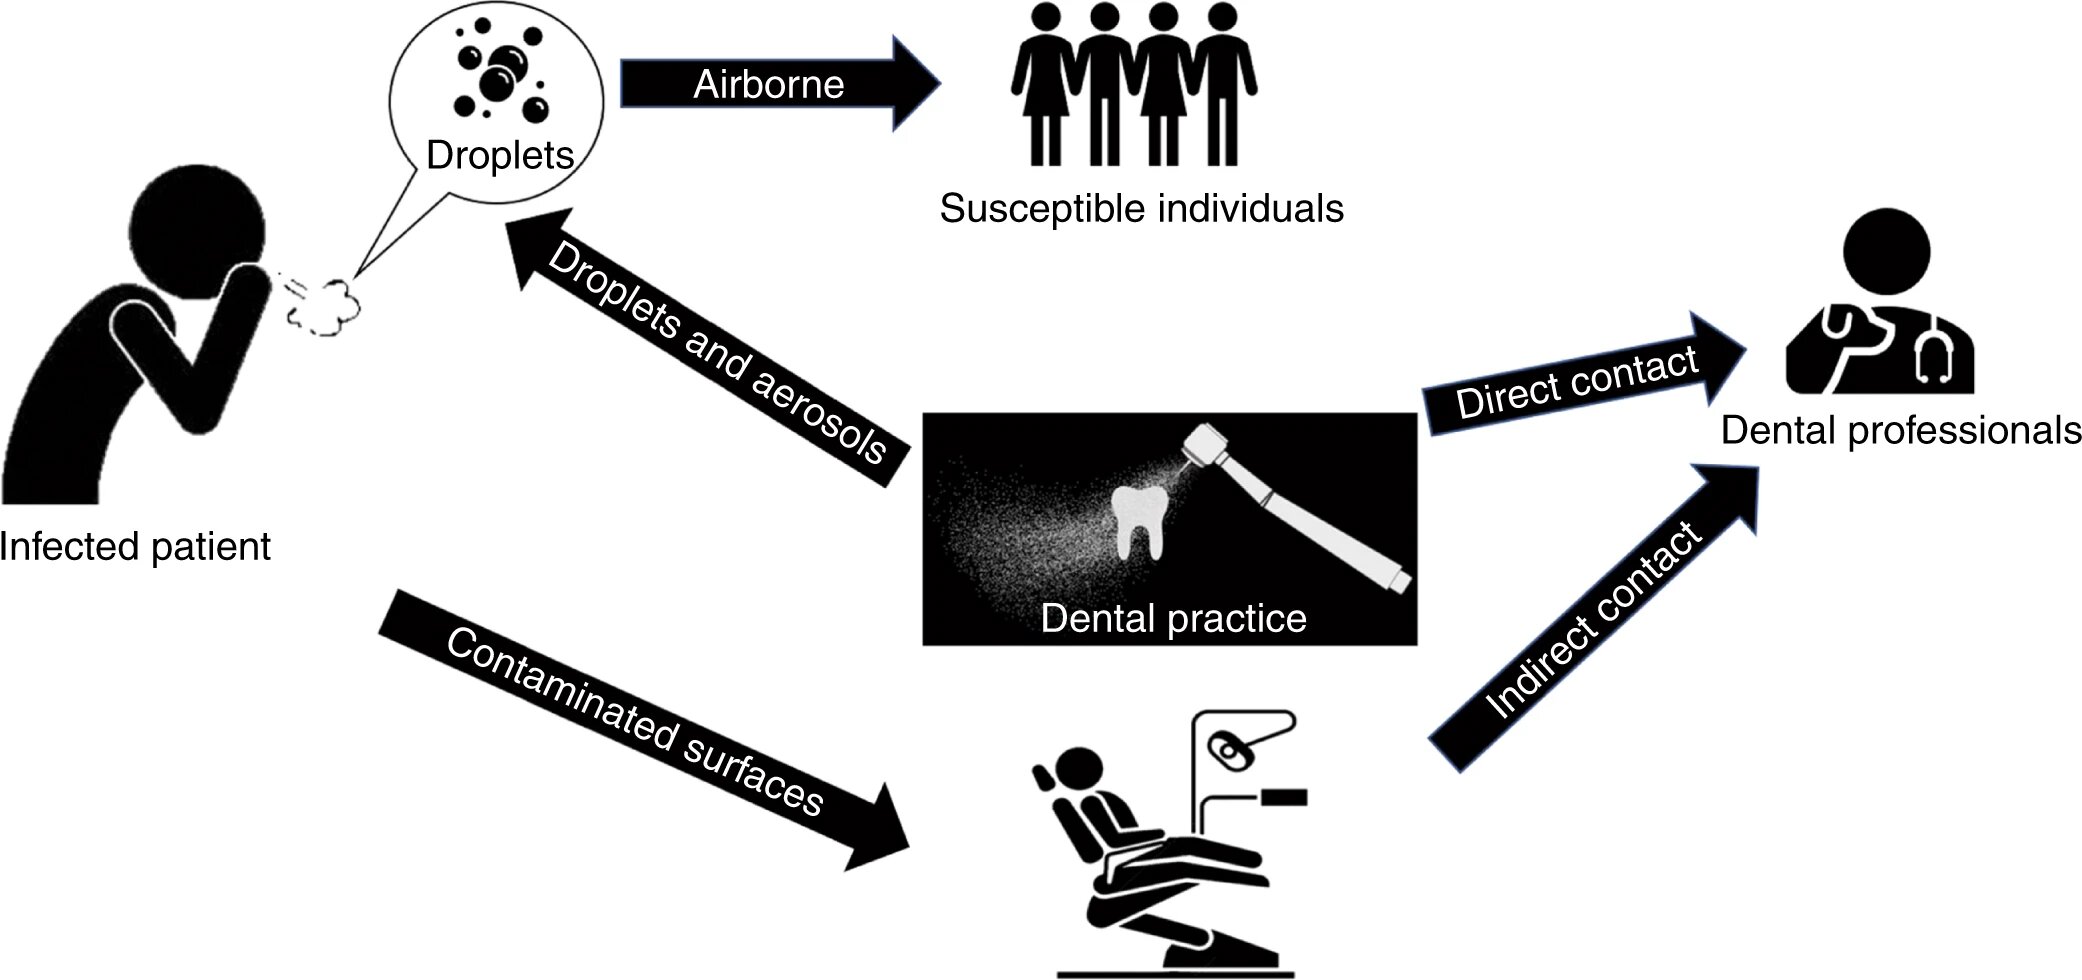 Droplets
Airborne
Susceptible individuals
Infected patient
Droplets and aerosols
Dental practice
Direct contact
Dental professionals
Contaminated surfaces
Indirect contact